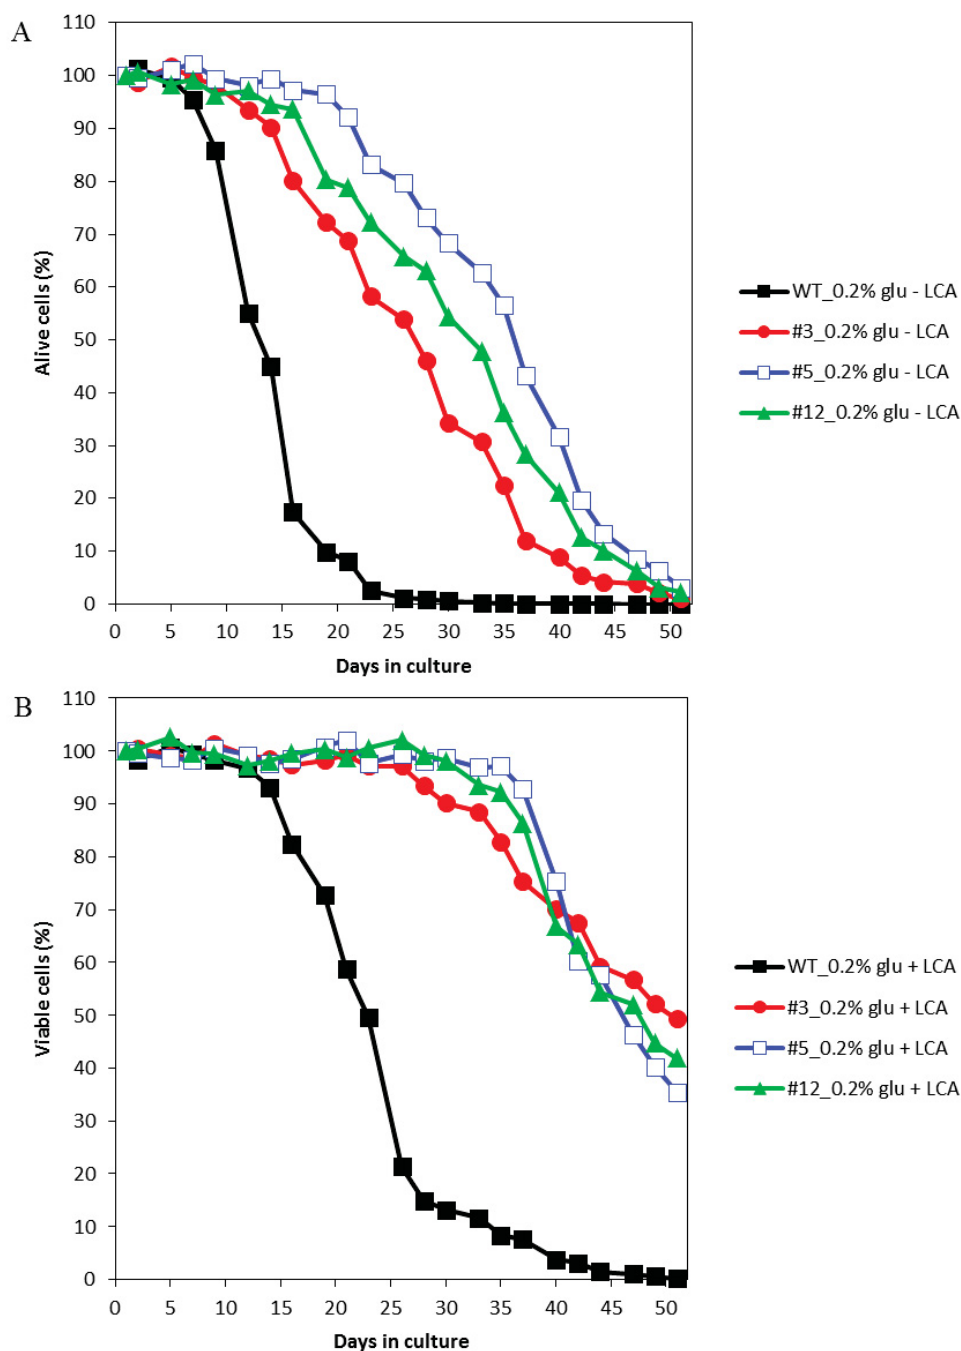 A
110
100
90
80
70
60
50
40
30
20
10
0
Alive cells (%)
0 5 10 15 20 25 30 35 40 45 50
Days in culture
WT_0.2% glu - LCA
#3_0.2% glu - LCA
#5_0.2% glu - LCA
#12_0.2% glu - LCA
B
110
100
90
80
70
60
50
40
30
20
10
0
Viable cells (%)
0 5 10 15 20 25 30 35 40 45 50
Days in culture
WT_0.2% glu + LCA
#3_0.2% glu + LCA
#5_0.2% glu + LCA
#12_0.2% glu + LCA